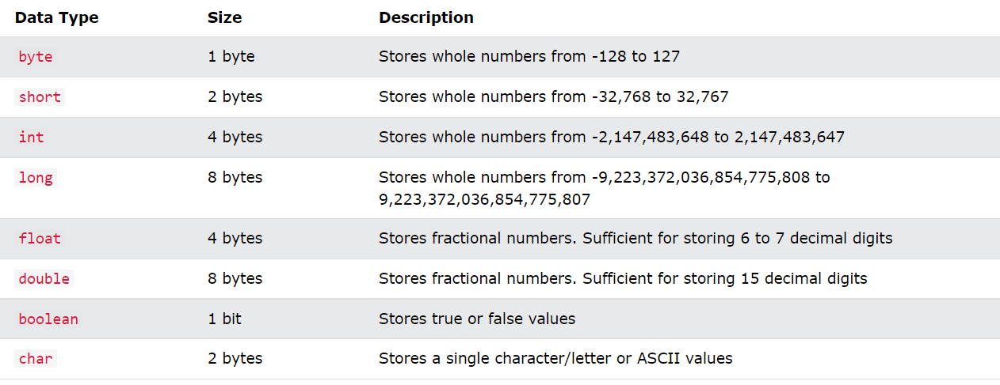 Data Type Size Description
byte 1 byte Stores whole numbers from -128 to 127
short 2 bytes Stores whole numbers from -32,768 to 32,767
int 4 bytes Stores whole numbers from -2,147,483,648 to 2,147,483,647
long 8 bytes Stores whole numbers from -9,223,372,036,854,775,808 to
9,223,372,036,854,775,807
float 4 bytes Stores fractional numbers. Sufficient for storing 6 to 7 decimal digits
double 8 bytes Stores fractional numbers. Sufficient for storing 15 decimal digits
boolean 1 bit Stores true or false values
char 2 bytes Stores a single character/letter or ASCII values